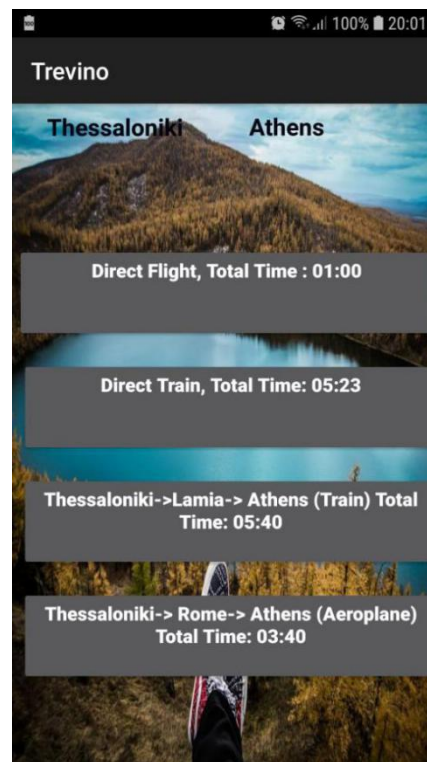 100% 20:01
Trevino
Thessaloniki Athens
Direct Flight, Total Time : 01:00
Direct Train, Total Time: 05:23
Thessaloniki->Lamia-> Athens (Train) Total
Time: 05:40
Thessaloniki-> Rome-> Athens (Aeroplane)
Total Time: 03:40